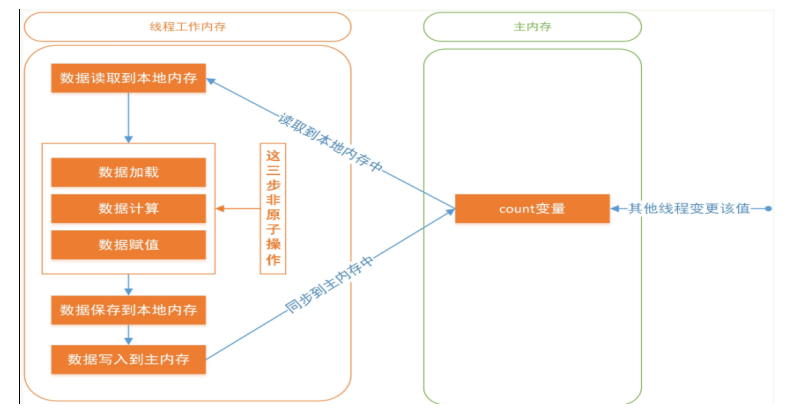 线程工作内存
主内存
数据读取到本地内存
读取到本地内存中
数据加载
数据计算
数据赋值
这三步非原子操作
count变量
其他线程变更该值
同步到主内存中
数据保存到本地内存
数据写入到主内存